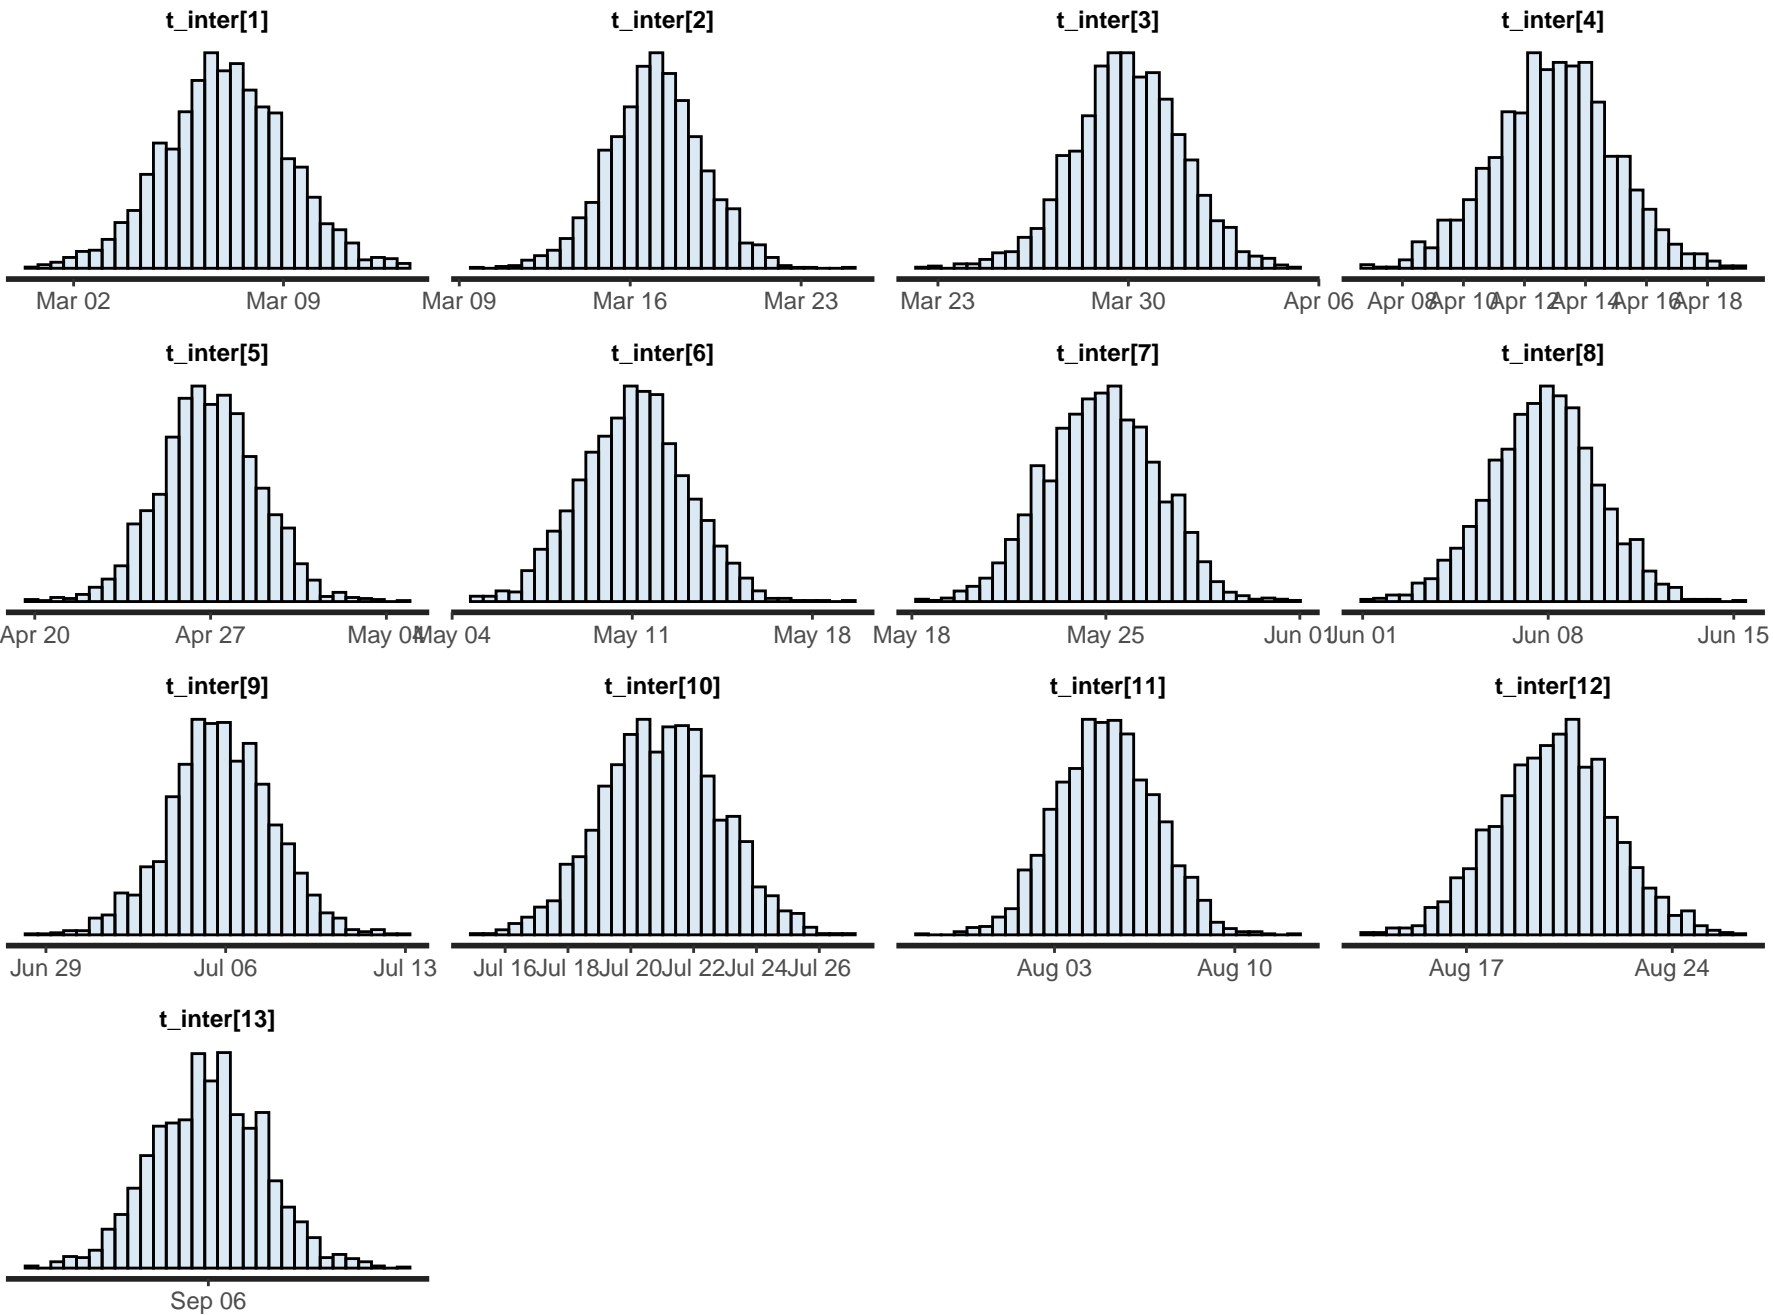 t_inter[1] t_inter[2] t_inter[3] t_inter[4]
Mar 02 Mar 09 Mar 09 Mar 16 Mar 23 Mar 23 Mar 30 Apr 06 Apr 08 Apr 10 Apr 12 Apr 14 Apr 16 Apr 18
t_inter[5] t_inter[6] t_inter[7] t_inter[8]
Apr 20 Apr 27 May 04 May 04 May 11 May 18 May 18 May 25 Jun 01 Jun 01 Jun 08 Jun 15
t_inter[9] t_inter[10] t_inter[11] t_inter[12]
Jun 29 Jul 06 Jul 13 Jul 16 Jul 18 Jul 20 Jul 22 Jul 24 Jul 26 Aug 03 Aug 10 Aug 17 Aug 24
t_inter[13]
Sep 06